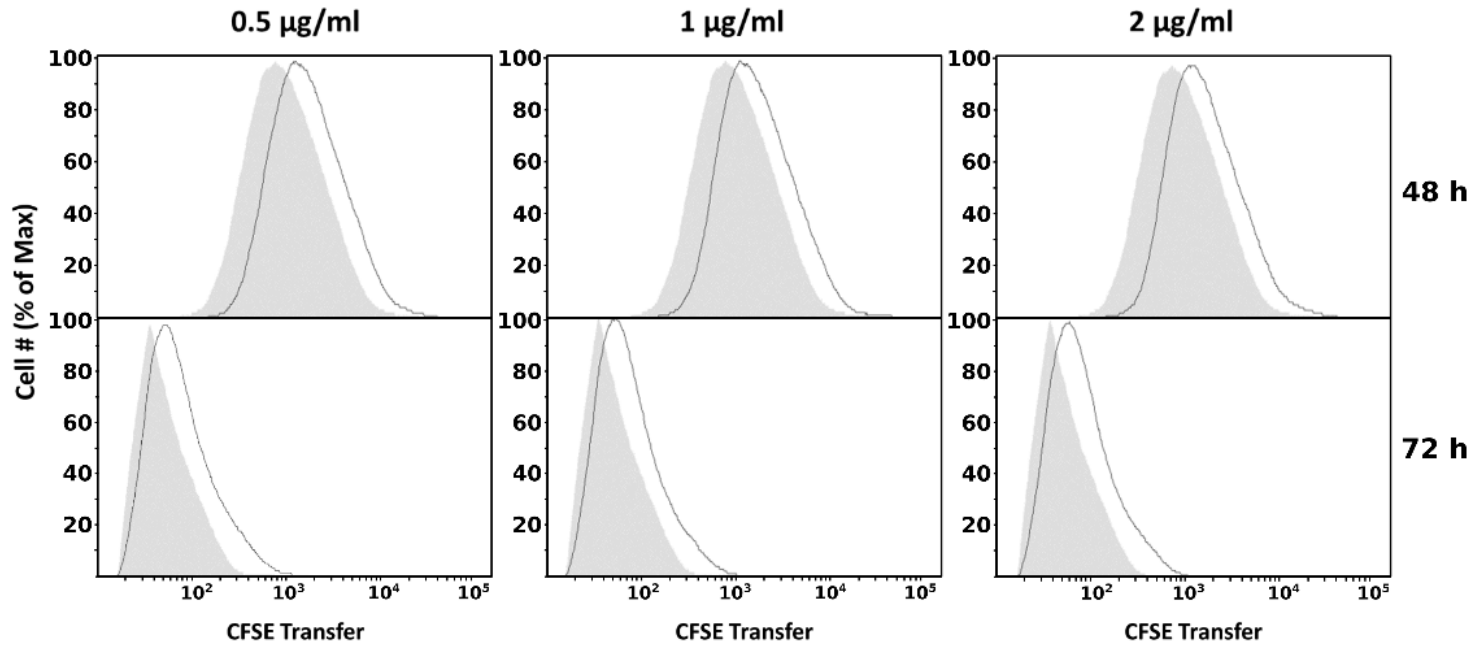 0.5 µg/ml 1 µg/ml 2 µg/ml
100 100 100
80 80 80
60 60 60
40 40 40
20 20 20
48 h
Cell # (% of Max)
100 100 100
80 80 80
60 60 60
40 40 40
20 20 20
72 h
10² 10³ 10⁴ 10⁵ 10² 10³ 10⁴ 10⁵ 10² 10³ 10⁴ 10⁵
CFSE Transfer CFSE Transfer CFSE Transfer